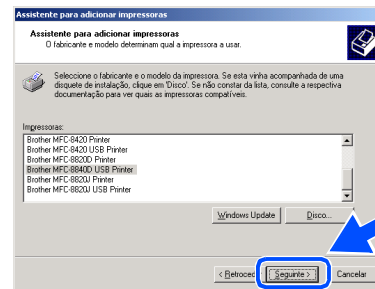 Assistente para adicionar impressoras
Assistente para adicionar impressoras
O fabricante e modelo determinam qual a impressora a usar.
Seleccione o fabricante e o modelo da impressora. Se esta vinha acompanhada de uma
disquete de instalação, clique em 'Disco'. Se não constar da lista, consulte a respectiva
documentação para ver quais as impressoras compatíveis.
Impressoras:
Brother MFC-8420 Printer
Brother MFC-8420 USB Printer
Brother MFC-8820D Printer
Brother MFC-8840D USB Printer
Brother MFC-8820J Printer
Brother MFC-8820J USB Printer
Windows Update Disco...
< Retroced Seguinte > Cancelar